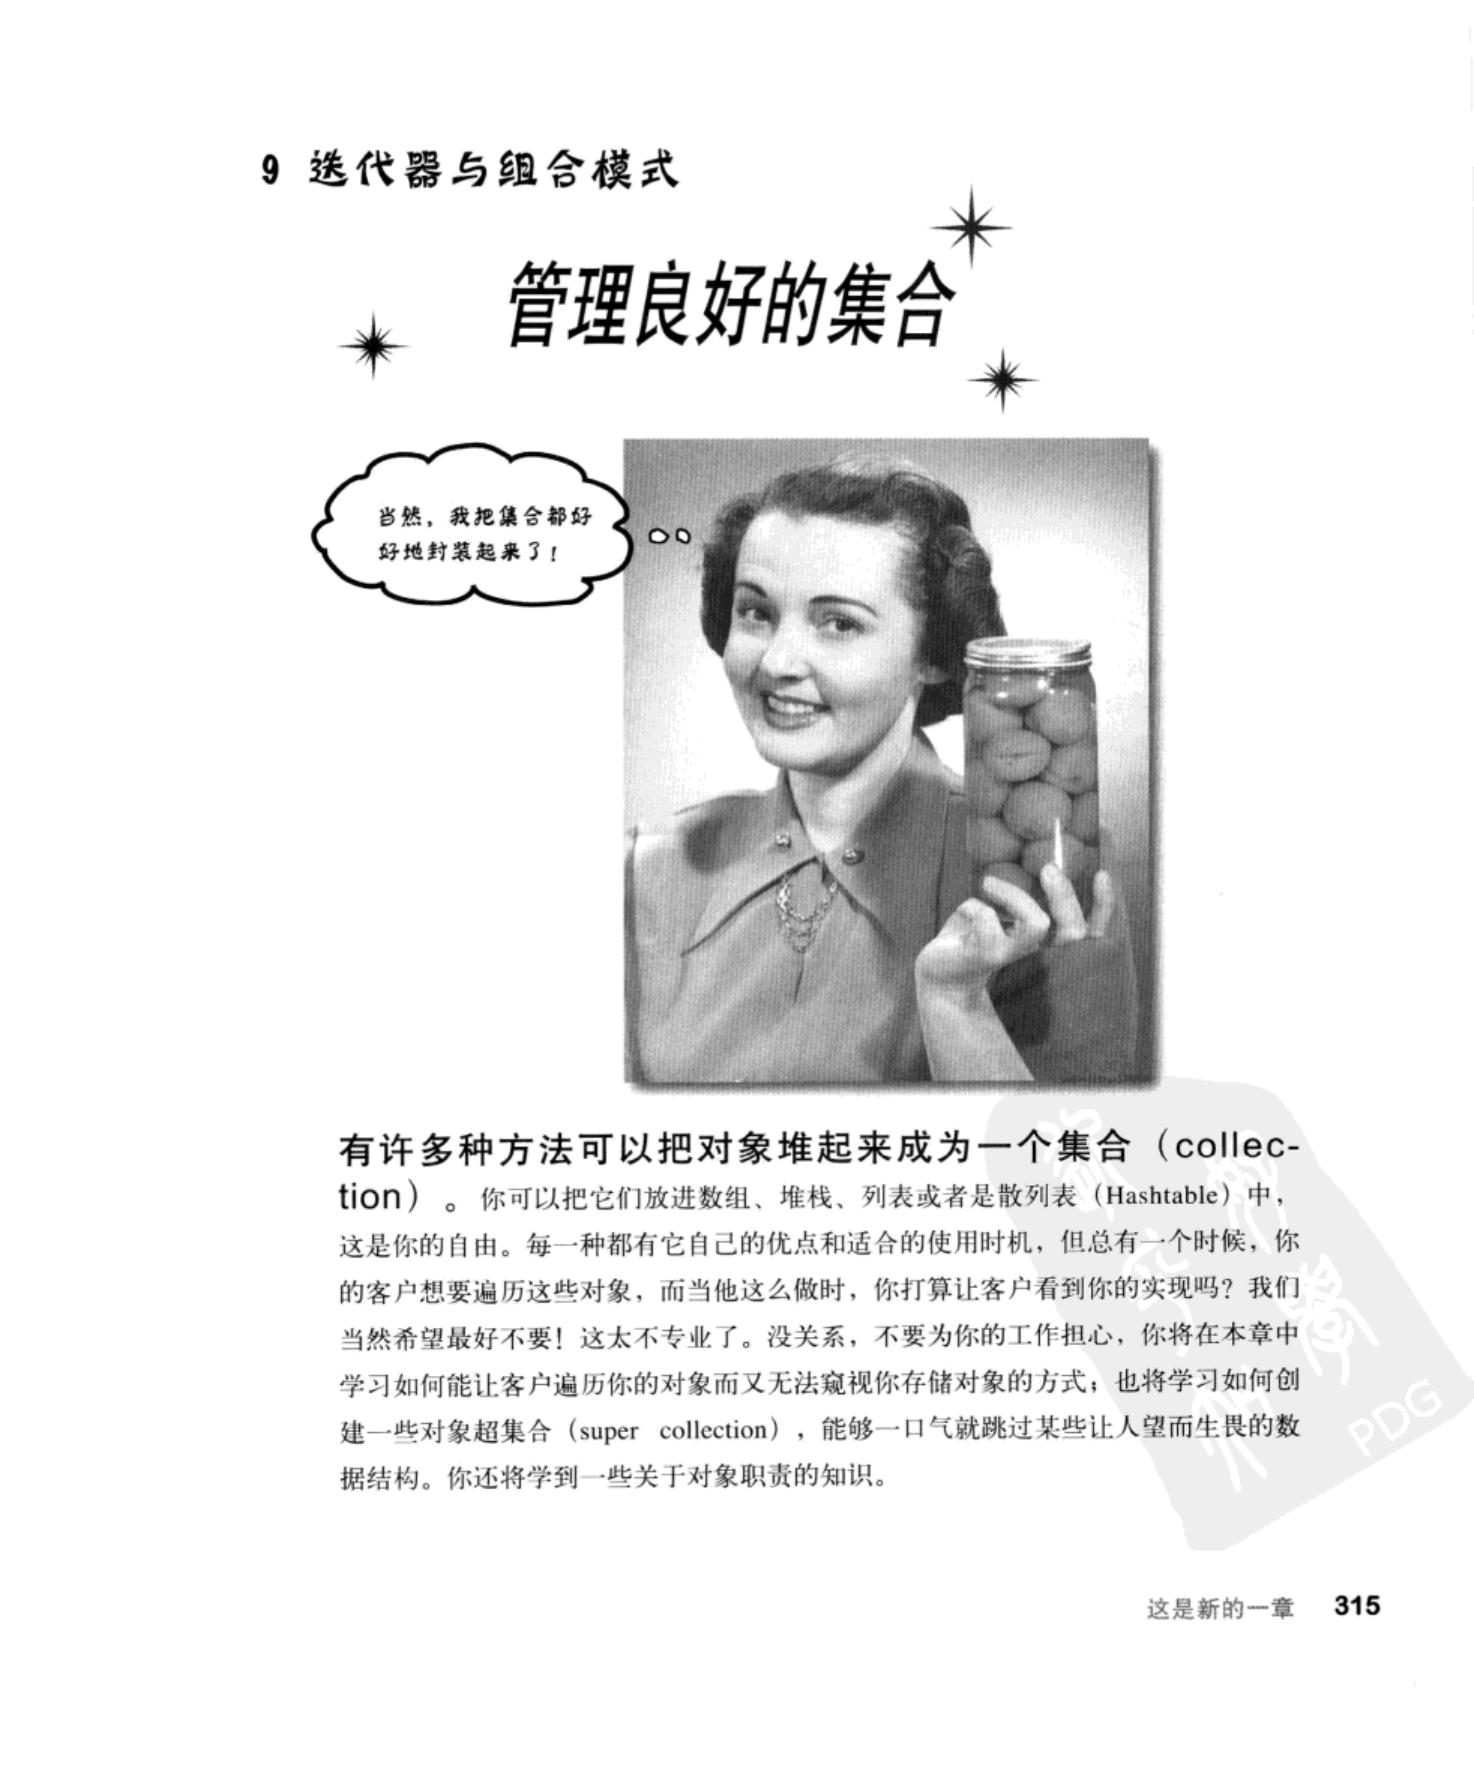 9 迭代器与组合模式
管理良好的集合
当然，我把集合都好
好地封装起来了！
有许多种方法可以把对象堆起来成为一个集合（collec-
tion）。你可以把它们放进数组、堆栈、列表或者是散列表（Hashtable）中，
这是你的自由。每一种都有它自己的优点和适合的使用时机，但总有一个时候，你
的客户想要遍历这些对象，而当他这么做时，你打算让客户看到你的实现吗？我们
当然希望最好不要！这太不专业了。没关系，不要为你的工作担心，你将在本章中
学习如何能让客户遍历你的对象而又无法窥视你存储对象的方式；也将学习如何创
建一些对象超集合（super collection），能够一口气就跳过某些让人望而生畏的数
据结构。你还将学到一些关于对象职责的知识。
PDG
这是新的一章 315